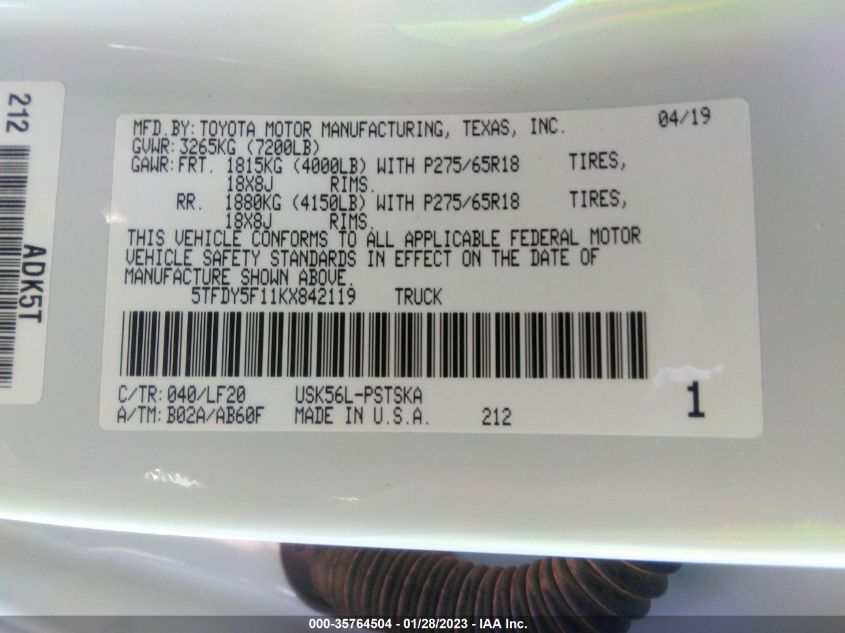 212
ADK5T
MFD.BY:TOYOTA MOTOR MANUFACTURING, TEXAS, INC. 04/19
GVWR:3265KG (7200LB)
GAWR:FRT. 1815KG (4000LB) WITH P275/65R18 TIRES,
18X8J RIMS.
RR. 1880KG (4150LB) WITH P275/65R18 TIRES,
18X8J RIMS.
THIS VEHICLE CONFORMS TO ALL APPLICABLE FEDERAL MOTOR
VEHICLE SAFETY STANDARDS IN EFFECT ON THE DATE OF
MANUFACTURE SHOWN ABOVE.
5TFDY5F11KX842119 TRUCK
C/TR:040/LF20 USK56L-PSTSKA
A/TM:B02A/AB60F MADE IN U.S.A. 212 1
000-35764504 - 01/28/2023 - IAA Inc.